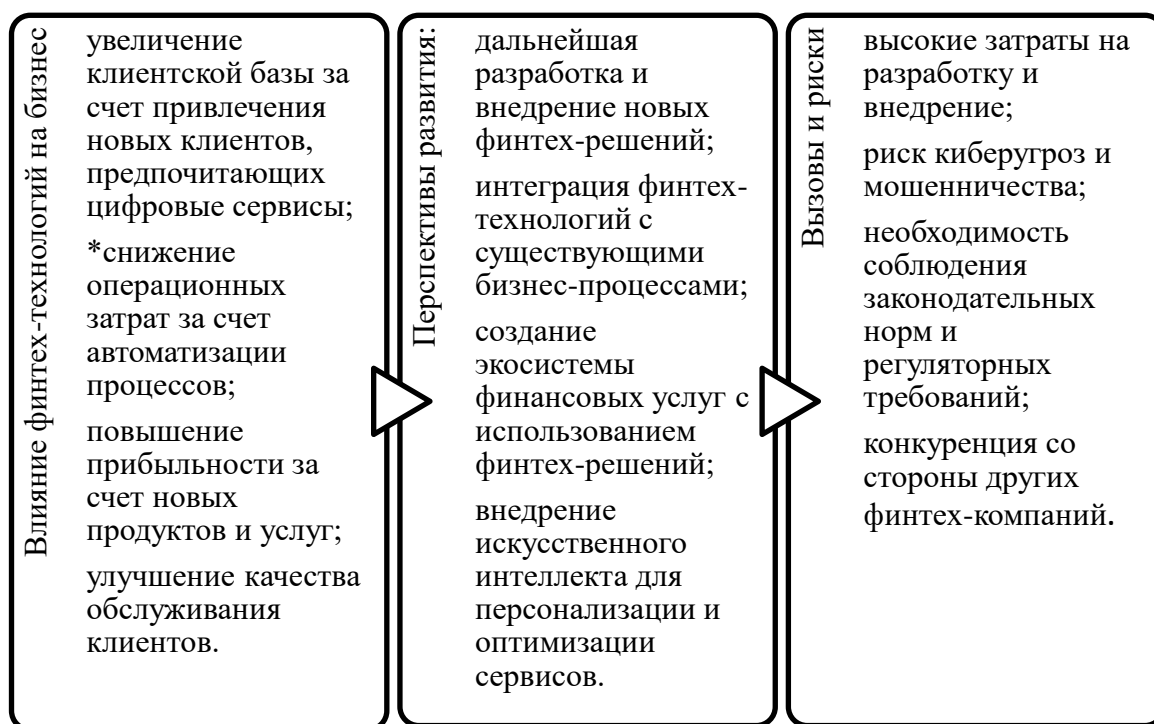 Влияние финтех-технологий на бизнес
увеличение
клиентской базы за
счет привлечения
новых клиентов,
предпочитающих
цифровые сервисы;
*снижение
операционных
затрат за счет
автоматизации
процессов;
повышение
прибыльности за
счет новых
продуктов и услуг;
улучшение качества
обслуживания
клиентов.
Перспективы развития:
дальнейшая
разработка и
внедрение новых
финтех-решений;
интеграция финтех-
технологий с
существующими
бизнес-процессами;
создание
экосистемы
финансовых услуг с
использованием
финтех-решений;
внедрение
искусственного
интеллекта для
персонализации и
оптимизации
сервисов.
Вызовы и риски
высокие затраты на
разработку и
внедрение;
риск киберугроз и
мошенничества;
необходимость
соблюдения
законодательных
норм и
регуляторных
требований;
конкуренция со
стороны других
финтех-компаний.